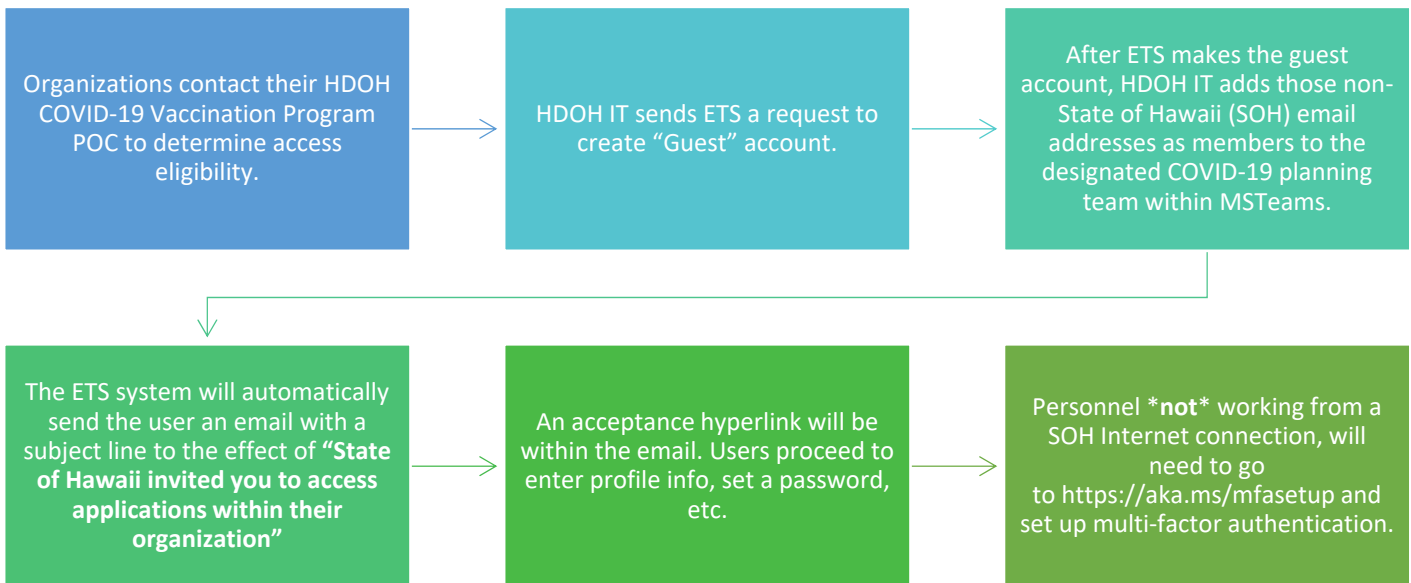 Organizations contact their HDOH
COVID-19 Vaccination Program
POC to determine access
eligibility.
HDOH IT sends ETS a request to
create “Guest” account.
After ETS makes the guest
account, HDOH IT adds those non-
State of Hawaii (SOH) email
addresses as members to the
designated COVID-19 planning
team within MSTeams.
The ETS system will automatically
send the user an email with a
subject line to the effect of “State
of Hawaii invited you to access
applications within their
organization”
An acceptance hyperlink will be
within the email. Users proceed to
enter profile info, set a password,
etc.
Personnel *not* working from a
SOH Internet connection, will
need to go
to https://aka.ms/mfasetup and
set up multi-factor authentication.